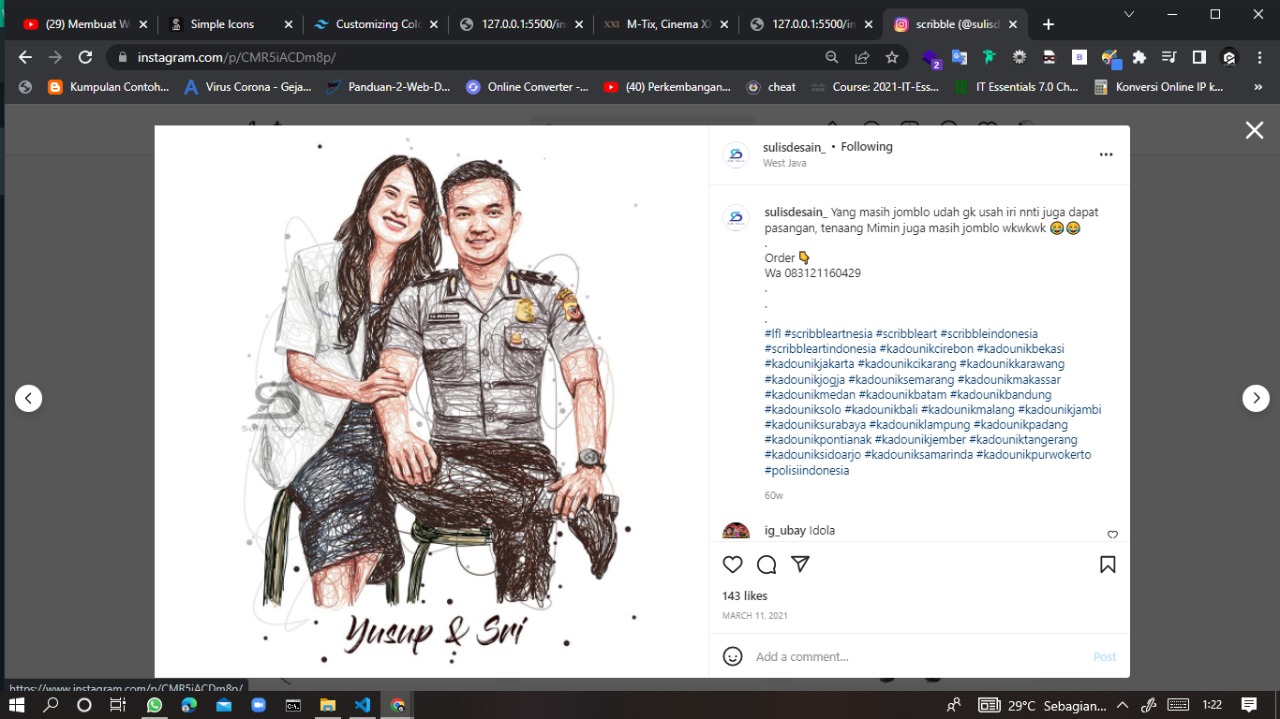 (29) Membuat W
Simple Icons
Customizing Colo
127.0.0.1:5500/in
M-Tix, Cinema X
127.0.0.1:5500/in
scribble (@sulisd
instagram.com/p/CMR5iACDm8p/
2
Kumpulan Contoh...
Virus Corona - Geja...
Panduan-2-Web-D...
Online Converter -...
(40) Perkembangan...
cheat
Course: 2021-IT-Ess...
IT Essentials 7.0 Ch...
Konversi Online IP k...
»
sulisdesain_ • Following
West Java
sulisdesain_ Yang masih jomblo udah gk usah iri nnti juga dapat
pasangan, tenaang Mimin juga masih jomblo wkwkwk 😂😂
.
Order 👇
Wa 083121160429
.
.
.
#lfl #scribbleartnesia #scribbleart #scribbleindonesia
#scribbleartindonesia #kadounikcirebon #kadounikbekasi
#kadounikjakarta #kadounikcikarang #kadounikkarawang
#kadounikjogja #kadouniksemarang #kadounikmakassar
#kadounikmedan #kadounikbatam #kadounikbandung
#kadouniksolo #kadounikbali #kadounikmalang #kadounikjambi
#kadouniksurabaya #kadouniklampung #kadounikpadang
#kadounikpontianak #kadounikjember #kadouniktangerang
#kadouniksidoarjo #kadouniksamarinda #kadounikpurwokerto
#polisiindonesia
60w
ig_ubay Idola
143 likes
MARCH 11, 2021
Add a comment...
Post
Yusup & Sri
https://www.instagram.com/p/CMR5iACDm8p/
29°C Sebagian...
1:22